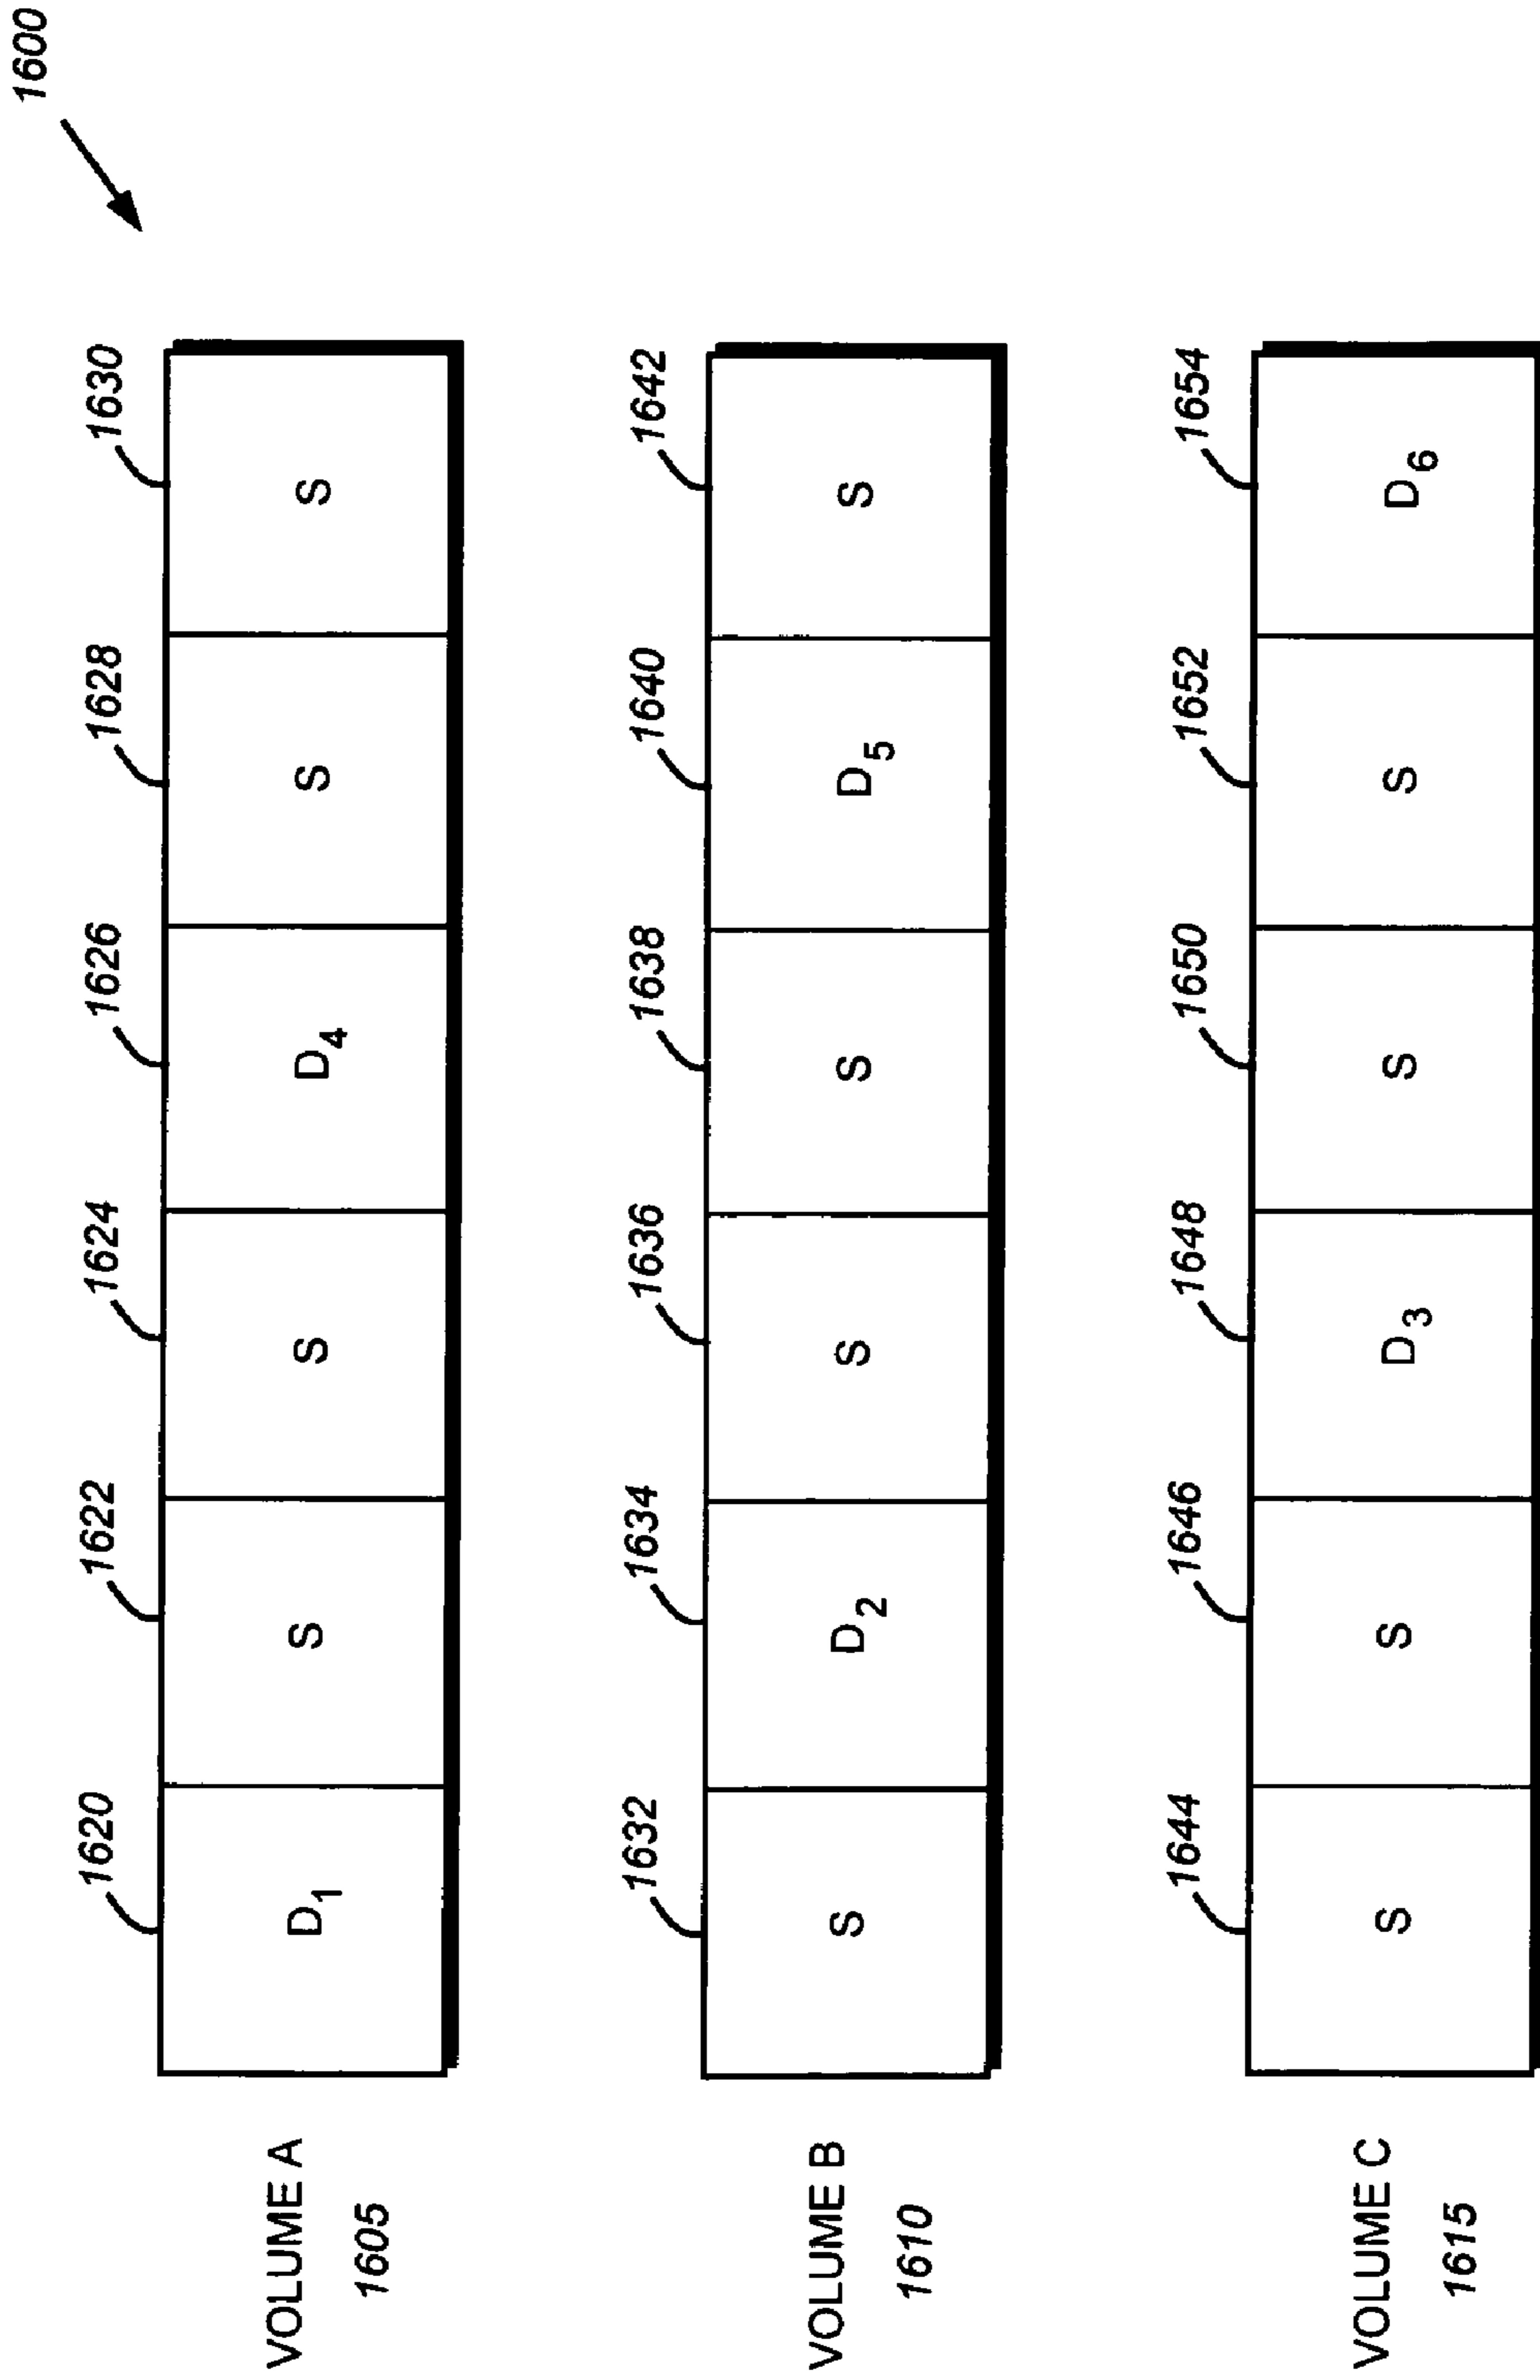 1600
1620 1622 1624 1626 1628 1630
D1 S S D4 S S
VOLUME A
1605
1632 1634 1636 1638 1640 1642
S D2 S S D5 S
VOLUME B
1610
1644 1646 1648 1650 1652 1654
S S D3 S S D6
VOLUME C
1615